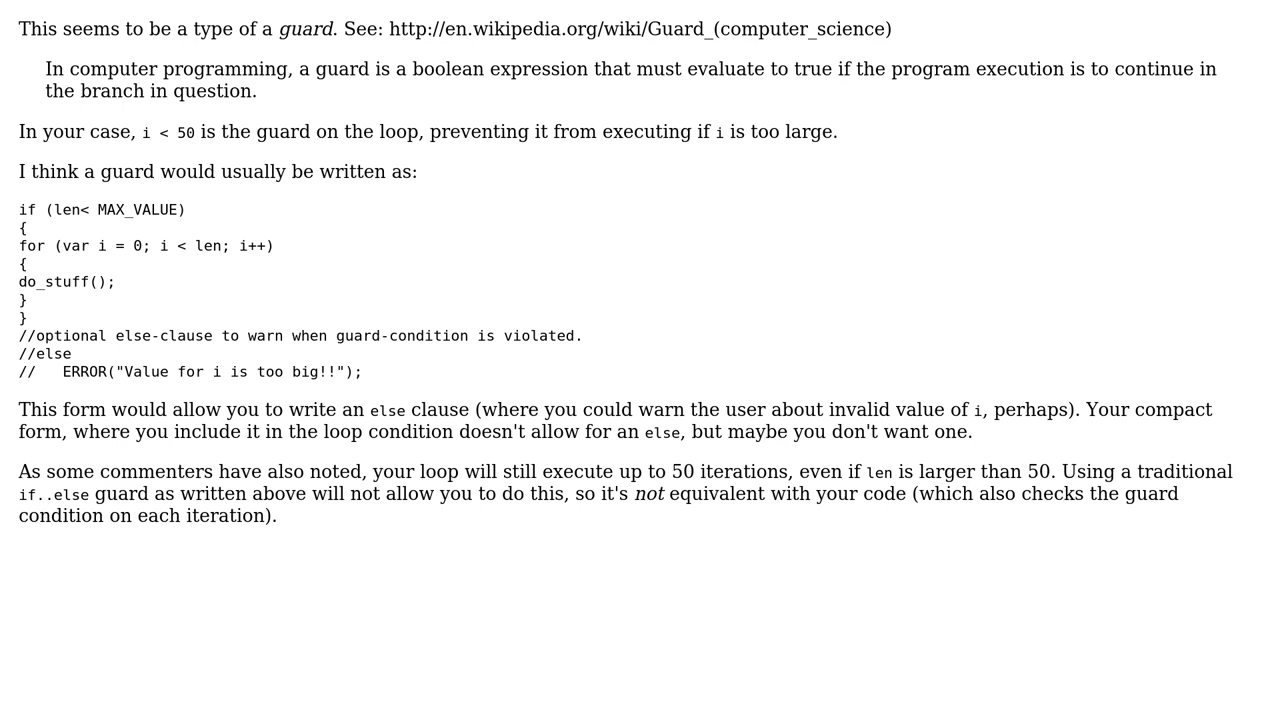 This seems to be a type of a guard. See: http://en.wikipedia.org/wiki/Guard_(computer_science)
In computer programming, a guard is a boolean expression that must evaluate to true if the program execution is to continue in
the branch in question.
In your case, i < 50 is the guard on the loop, preventing it from executing if i is too large.
I think a guard would usually be written as:
if (len< MAX_VALUE)
{
for (var i = 0; i < len; i++)
{
do_stuff();
}
}
//optional else-clause to warn when guard-condition is violated.
//else
//   ERROR("Value for i is too big!!");
This form would allow you to write an else clause (where you could warn the user about invalid value of i, perhaps). Your compact
form, where you include it in the loop condition doesn't allow for an else, but maybe you don't want one.
As some commenters have also noted, your loop will still execute up to 50 iterations, even if len is larger than 50. Using a traditional
if..else guard as written above will not allow you to do this, so it's not equivalent with your code (which also checks the guard
condition on each iteration).